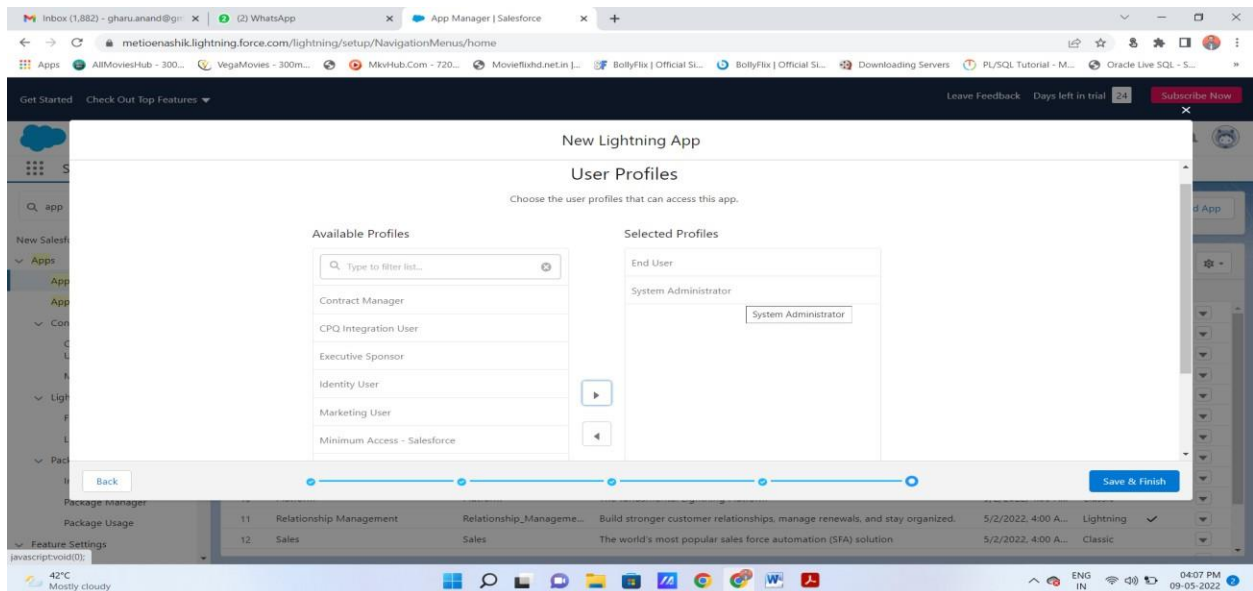 Inbox (1,882) - gharu.anand@gm
(2) WhatsApp
App Manager | Salesforce
metioenashik.lightning.force.com/lightning/setup/NavigationMenus/home
Apps
AllMoviesHub - 300...
VegaMovies - 300m...
MkvHub.Com - 720...
Movieflixhd.net.in |...
BollyFlix | Official Si...
BollyFlix | Official Si...
Downloading Servers
PL/SQL Tutorial - M...
Oracle Live SQL - S...
Get Started Check Out Top Features
Leave Feedback Days left in trial 24 Subscribe Now
New Lightning App
S
User Profiles
Choose the user profiles that can access this app.
app
d App
Available Profiles
Selected Profiles
New Salesf
Type to filter list...
End User
Apps
System Administrator
App
Contract Manager
System Administrator
App
CPQ Integration User
Con
Executive Sponsor
Identity User
Ligh
Marketing User
Minimum Access - Salesforce
Pack
Back
Save & Finish
Package Manager
Package Usage
11 Relationship Management Relationship_Manageme... Build stronger customer relationships, manage renewals, and stay organized. 5/2/2022, 4:00 A... Lightning
12 Sales Sales The world's most popular sales force automation (SFA) solution 5/2/2022, 4:00 A... Classic
Feature Settings
javascript:void(0);
42°C
Mostly cloudy
ENG
IN
04:07 PM
09-05-2022
2